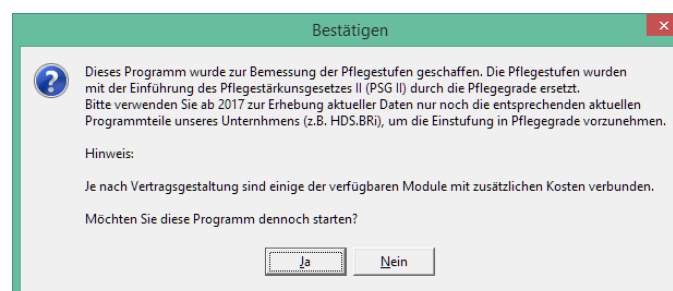 Bestätigen
Dieses Programm wurde zur Bemessung der Pflegestufen geschaffen. Die Pflegestufen wurden
mit der Einführung des Pflegestärkungsgesetzes II (PSG II) durch die Pflegegrade ersetzt.
Bitte verwenden Sie ab 2017 zur Erhebung aktueller Daten nur noch die entsprechenden aktuellen
Programmteile unseres Unternhmens (z.B. HDS.BRi), um die Einstufung in Pflegegrade vorzunehmen.
Hinweis:
Je nach Vertragsgestaltung sind einige der verfügbaren Module mit zusätzlichen Kosten verbunden.
Möchten Sie diese Programm dennoch starten?
Ja Nein